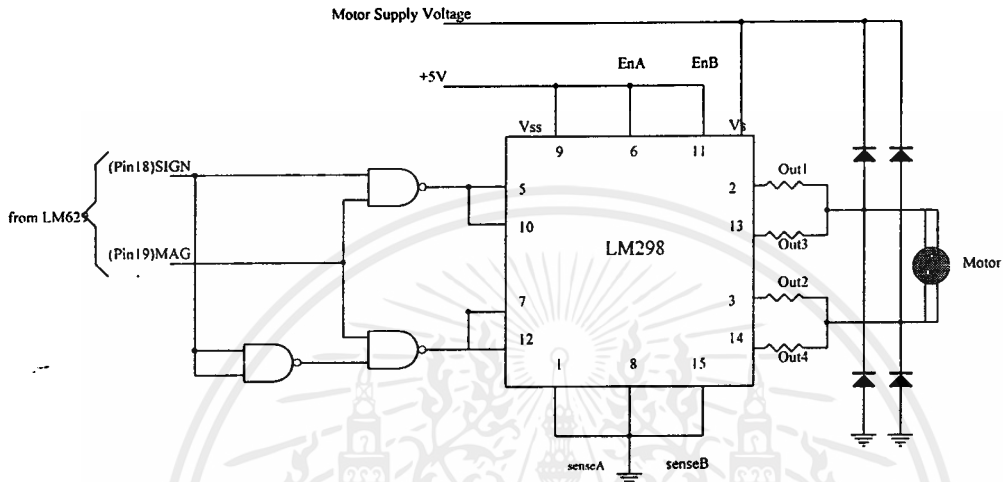 Motor Supply Voltage
+5V
EnA
EnB
Vss
Vs
9
6
11
(Pin18)SIGN
from LM629
(Pin19)MAG
5
10
7
12
LM298
2
13
3
14
Out1
Out3
Out2
Out4
Motor
1
8
15
senseA
senseB